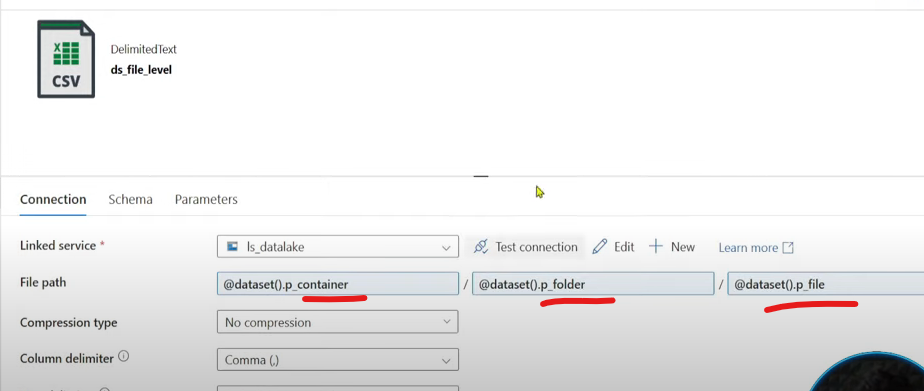 DelimitedText
ds_file_level
X
CSV
Connection Schema Parameters
Linked service * ls_datalake Test connection Edit New Learn more
File path @dataset().p_container / @dataset().p_folder / @dataset().p_file
Compression type No compression
Column delimiter Comma (,)